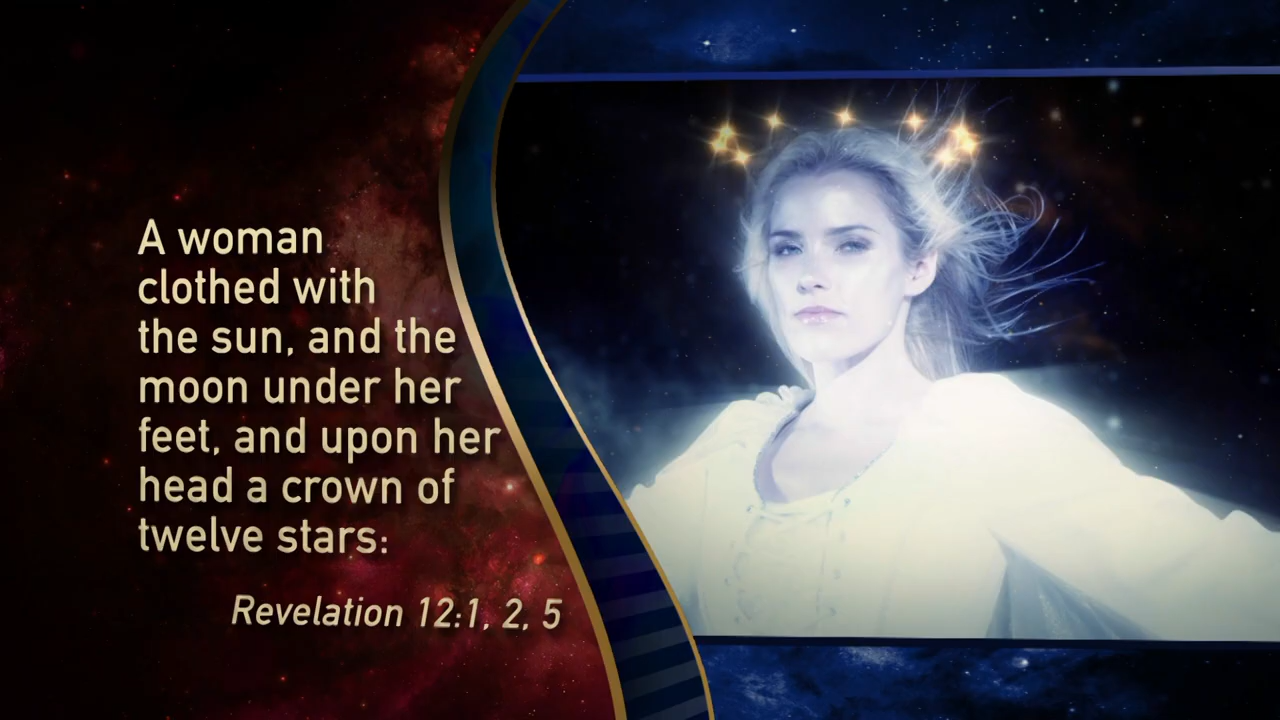 A woman
clothed with
the sun, and the
moon under her
feet, and upon her
head a crown of
twelve stars:
Revelation 12:1, 2, 5